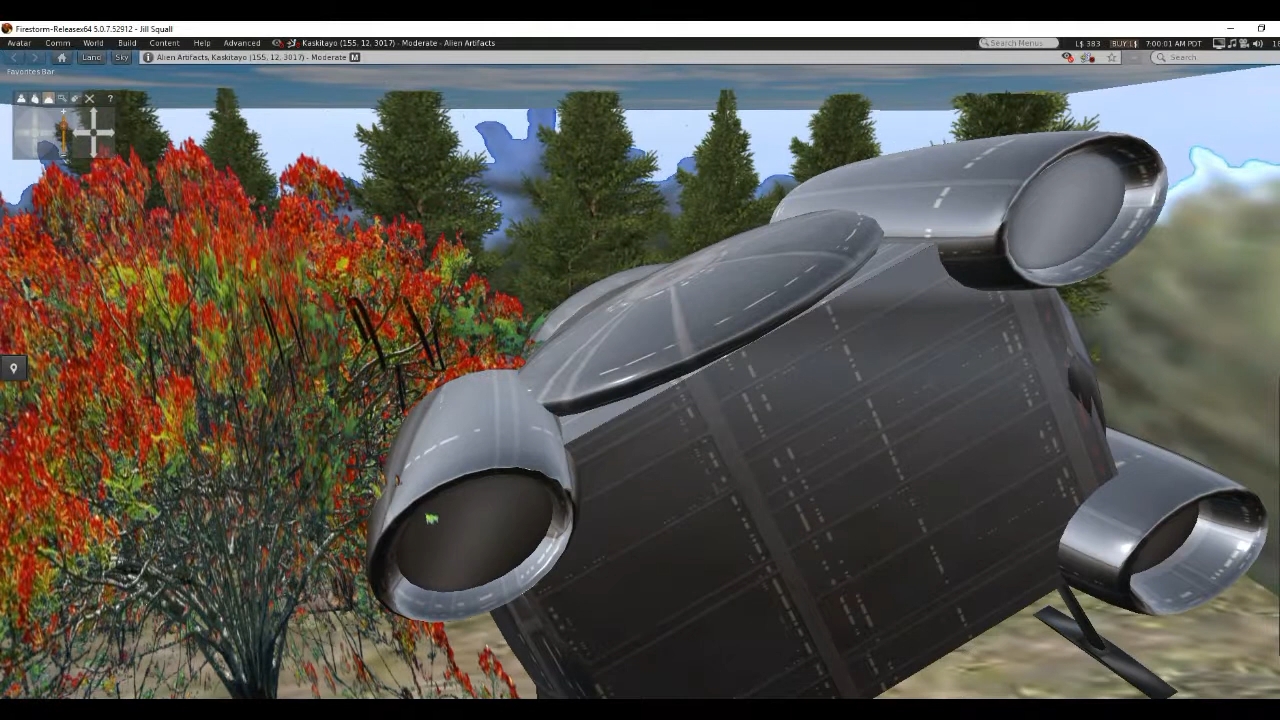 Firestorm-Releasex64 5.0.7.52912 - Jill Squall
Avatar Comm World Build Content Help Advanced Kaskitayo (155, 12, 3017) - Moderate - Alien Artifacts Search Menus L$ 383 BUY L$ 7:00:01 AM PDT
Land Sky Alien Artifacts, Kaskitayo (155, 12, 3017) - Moderate M Search
Favorites Bar
?